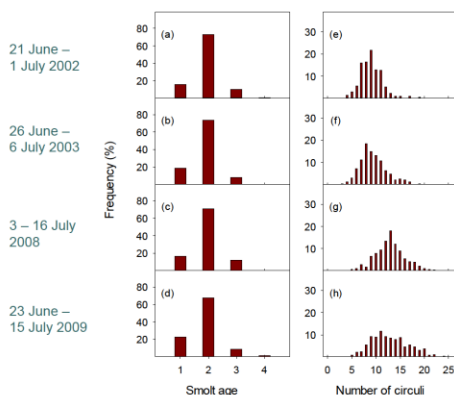 21 June –
1 July 2002
26 June –
6 July 2003
3 – 16 July
2008
23 June –
15 July 2009
Frequency (%)
(a)
80
60
40
20
(b)
80
60
40
20
(c)
80
60
40
20
(d)
80
60
40
20
1 2 3 4
Smolt age
(e)
30
20
10
(f)
30
20
10
(g)
30
20
10
(h)
30
20
10
0 5 10 15 20 25
Number of circuli